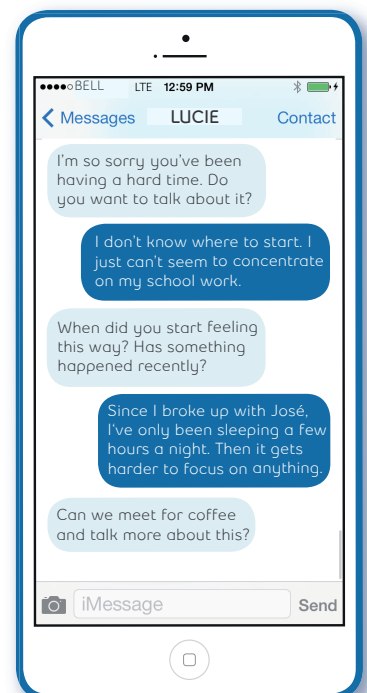 BELL LTE 12:59 PM
Messages LUCIE Contact
I'm so sorry you've been
having a hard time. Do
you want to talk about it?
I don't know where to start. I
just can't seem to concentrate
on my school work.
When did you start feeling
this way? Has something
happened recently?
Since I broke up with José,
I've only been sleeping a few
hours a night. Then it gets
harder to focus on anything.
Can we meet for coffee
and talk more about this?
iMessage Send